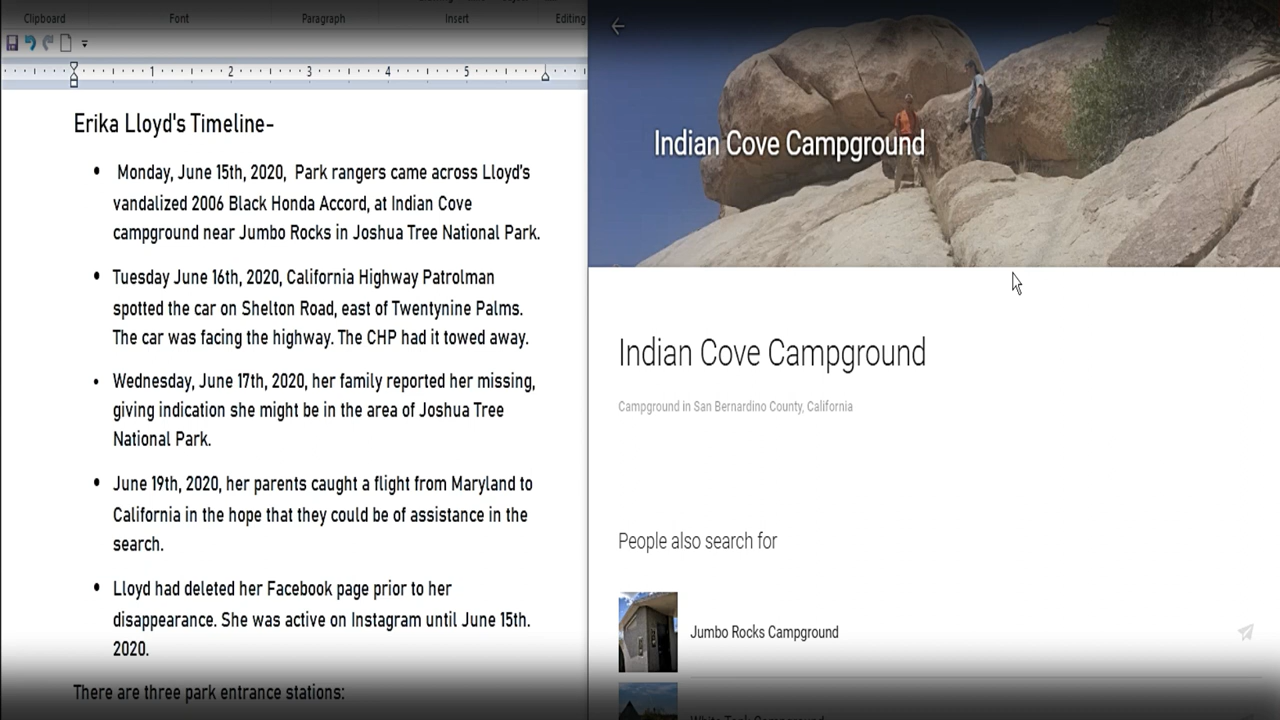 Clipboard
Font
Paragraph
Insert
Editing
1
2
3
4
5
Erika Lloyd's Timeline-
• Monday, June 15th, 2020, Park rangers came across Lloyd's
vandalized 2006 Black Honda Accord, at Indian Cove
campground near Jumbo Rocks in Joshua Tree National Park.
• Tuesday June 16th, 2020, California Highway Patrolman
spotted the car on Shelton Road, east of Twentynine Palms.
The car was facing the highway. The CHP had it towed away.
• Wednesday, June 17th, 2020, her family reported her missing,
giving indication she might be in the area of Joshua Tree
National Park.
• June 19th, 2020, her parents caught a flight from Maryland to
California in the hope that they could be of assistance in the
search.
• Lloyd had deleted her Facebook page prior to her
disappearance. She was active on Instagram until June 15th.
2020.
There are three park entrance stations:
Indian Cove Campground
Indian Cove Campground
Campground in San Bernardino County, California
People also search for
Jumbo Rocks Campground